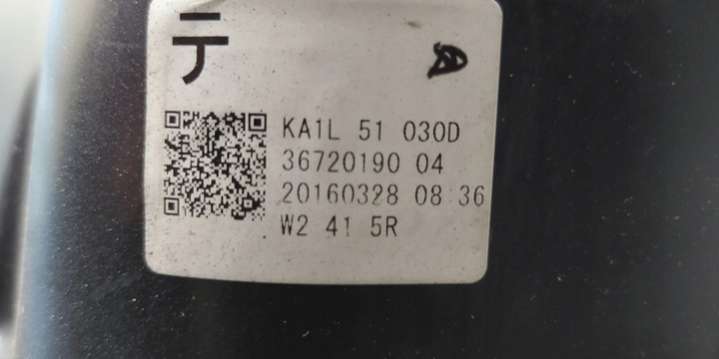 テ
KA1L 51 030D
36720190 04
20160328 08:36
W2 41 5R